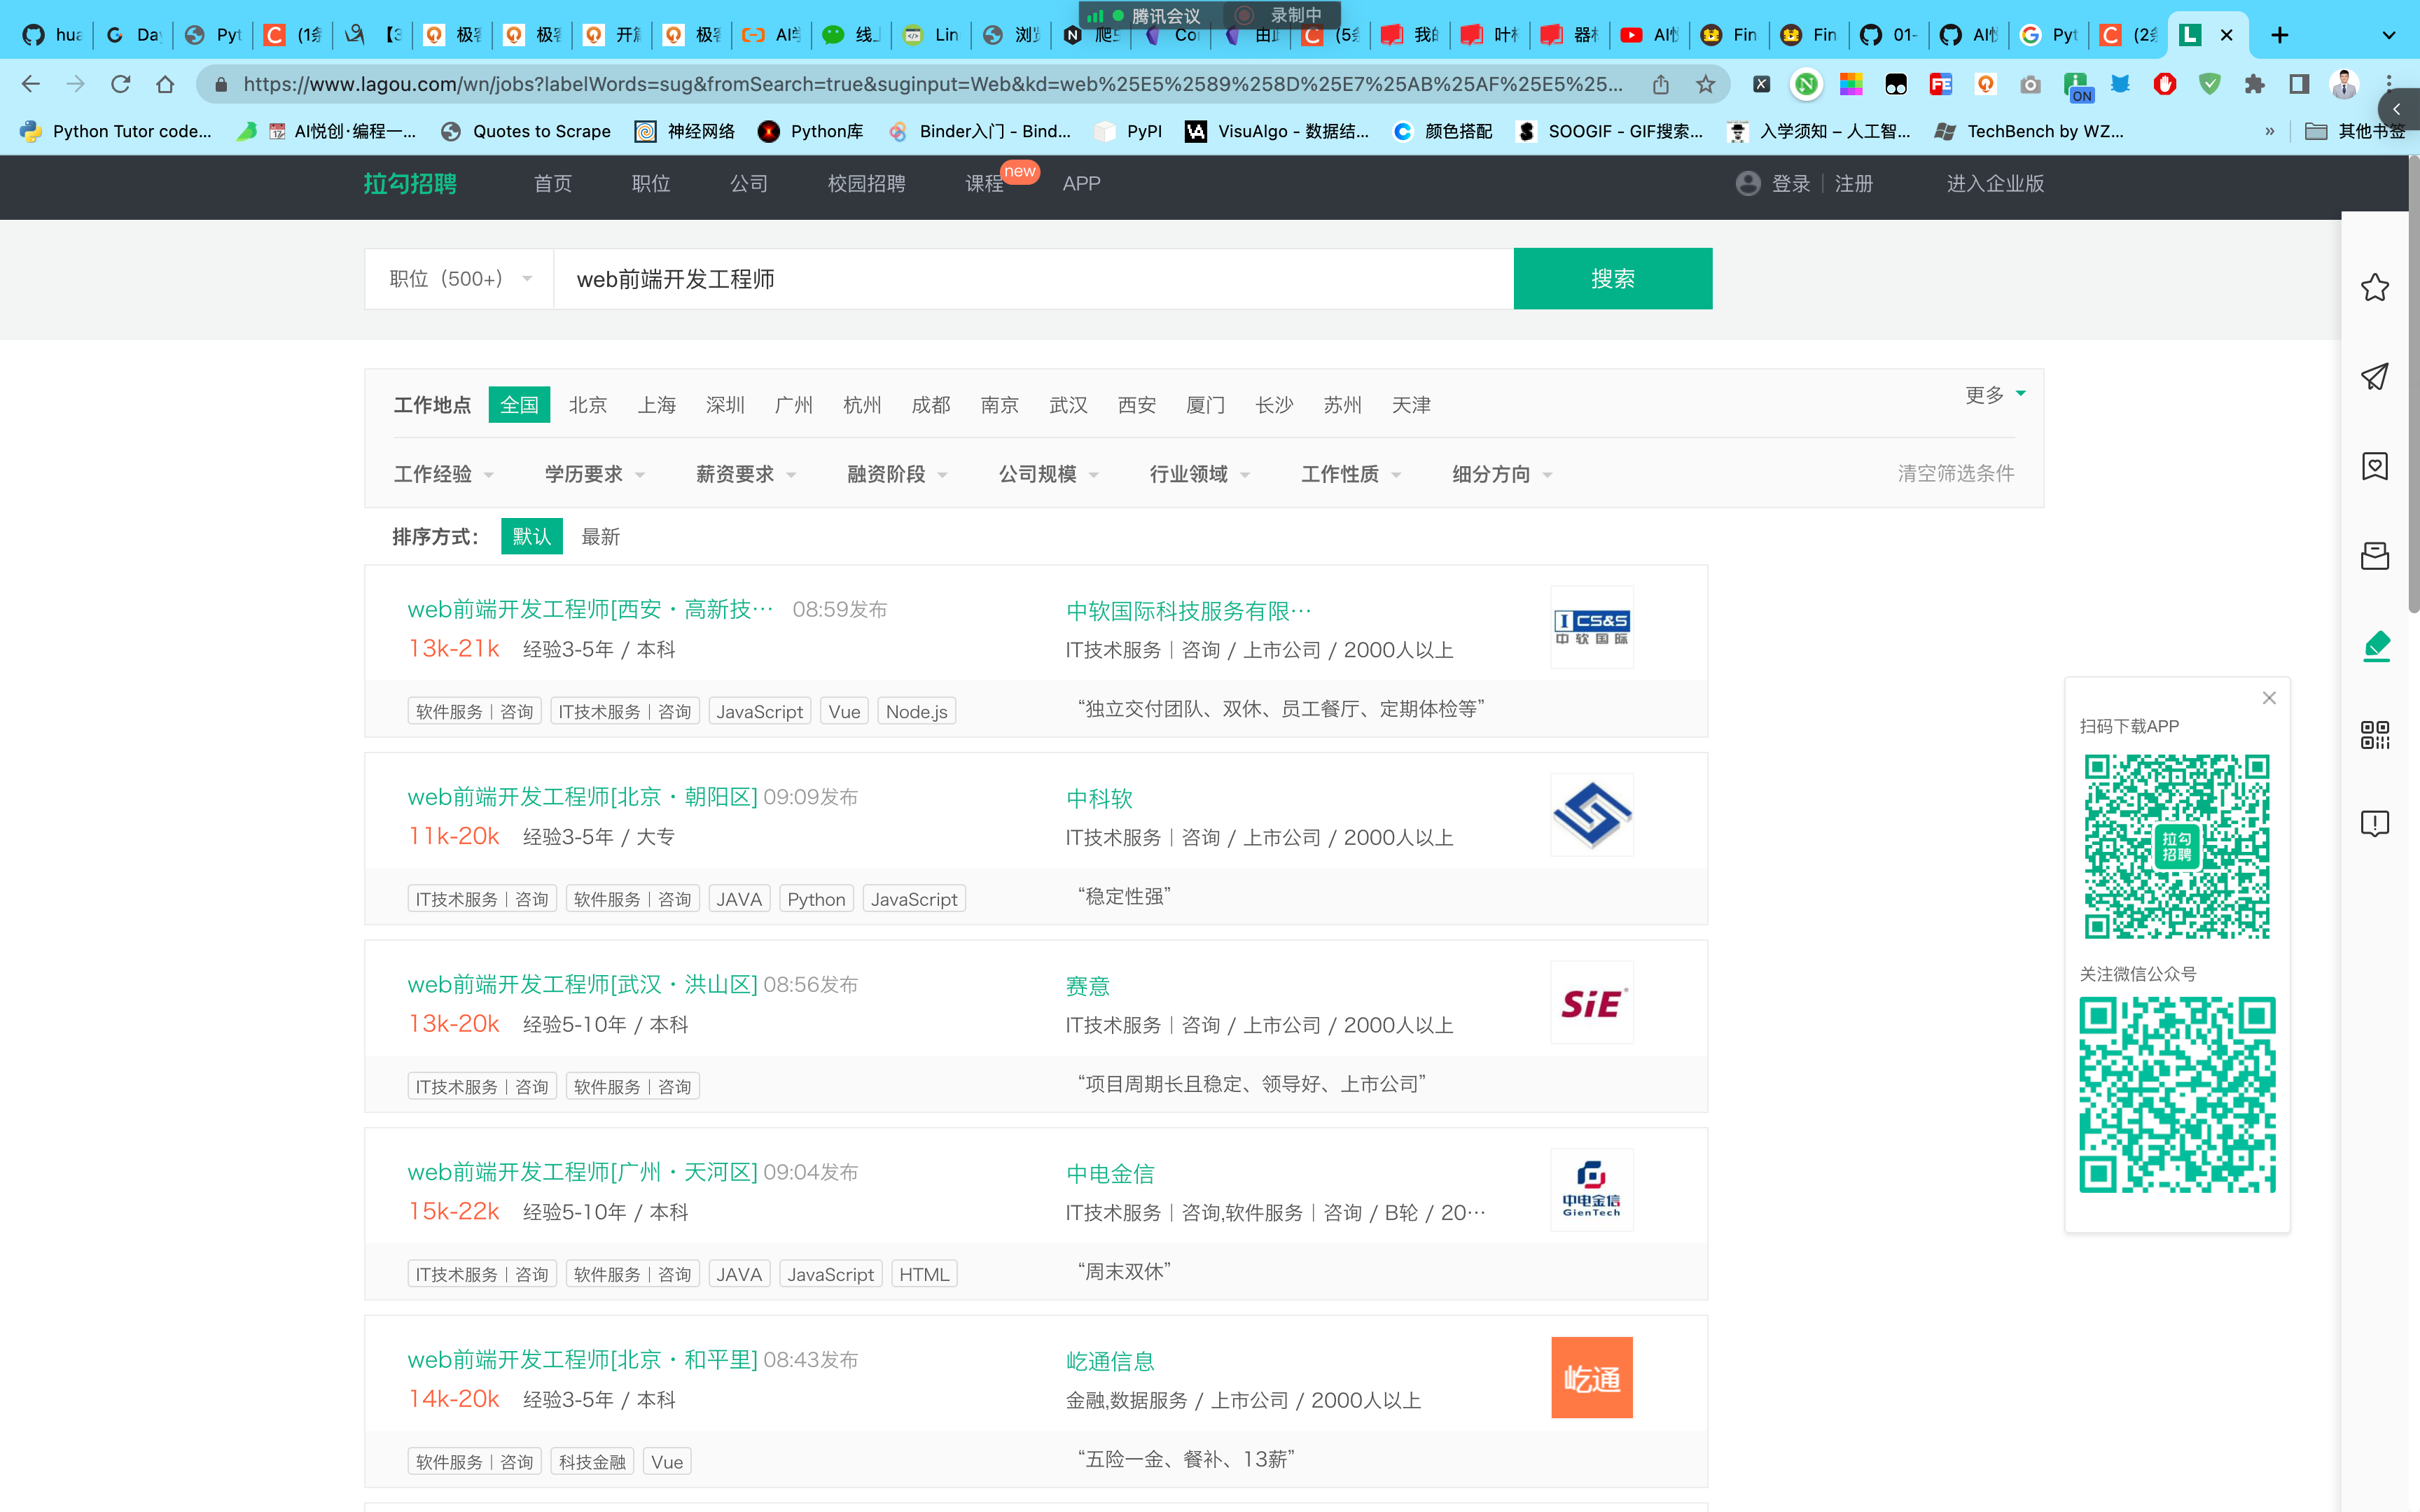 腾讯会议 录制中
hua Day Pyt (1条 【3 极客 极客 开篇 极客 AI学 线上 Lin 浏览 爬虫 Co 由此 (5条 我的 叶梓 器材 AI悦 Fin Fin 01- AI悦 Pyt (2条
https://www.lagou.com/wn/jobs?labelWords=sug&fromSearch=true&suginput=Web&kd=web%25E5%2589%258D%25E7%25AB%25AF%25E5%25...
ON
Python Tutor code... AI悦创·编程一... Quotes to Scrape 神经网络 Python库 Binder入门 - Bind... PyPI VisuAlgo - 数据结... 颜色搭配 SOOGIF - GIF搜索... 入学须知 – 人工智... TechBench by WZ... » 其他书签
拉勾招聘 首页 职位 公司 校园招聘 课程 new APP 登录 注册 进入企业版
职位（500+） web前端开发工程师 搜索
工作地点 全国 北京 上海 深圳 广州 杭州 成都 南京 武汉 西安 厦门 长沙 苏州 天津 更多
工作经验 学历要求 薪资要求 融资阶段 公司规模 行业领域 工作性质 细分方向 清空筛选条件
排序方式： 默认 最新
web前端开发工程师[西安·高新技… 08:59发布 中软国际科技服务有限…
13k-21k 经验3-5年 / 本科 IT技术服务｜咨询 / 上市公司 / 2000人以上
CS&S
中软国际
软件服务｜咨询 IT技术服务｜咨询 JavaScript Vue Node.js “独立交付团队、双休、员工餐厅、定期体检等”
web前端开发工程师[北京·朝阳区] 09:09发布 中科软
11k-20k 经验3-5年 / 大专 IT技术服务｜咨询 / 上市公司 / 2000人以上
IT技术服务｜咨询 软件服务｜咨询 JAVA Python JavaScript “稳定性强”
web前端开发工程师[武汉·洪山区] 08:56发布 赛意
13k-20k 经验5-10年 / 本科 IT技术服务｜咨询 / 上市公司 / 2000人以上
SiE
IT技术服务｜咨询 软件服务｜咨询 “项目周期长且稳定、领导好、上市公司”
web前端开发工程师[广州·天河区] 09:04发布 中电金信
15k-22k 经验5-10年 / 本科 IT技术服务｜咨询,软件服务｜咨询 / B轮 / 20…
中电金信
GienTech
IT技术服务｜咨询 软件服务｜咨询 JAVA JavaScript HTML “周末双休”
web前端开发工程师[北京·和平里] 08:43发布 屹通信息
14k-20k 经验3-5年 / 本科 金融,数据服务 / 上市公司 / 2000人以上
屹通
软件服务｜咨询 科技金融 Vue “五险一金、餐补、13薪”
扫码下载APP
拉勾
招聘
关注微信公众号